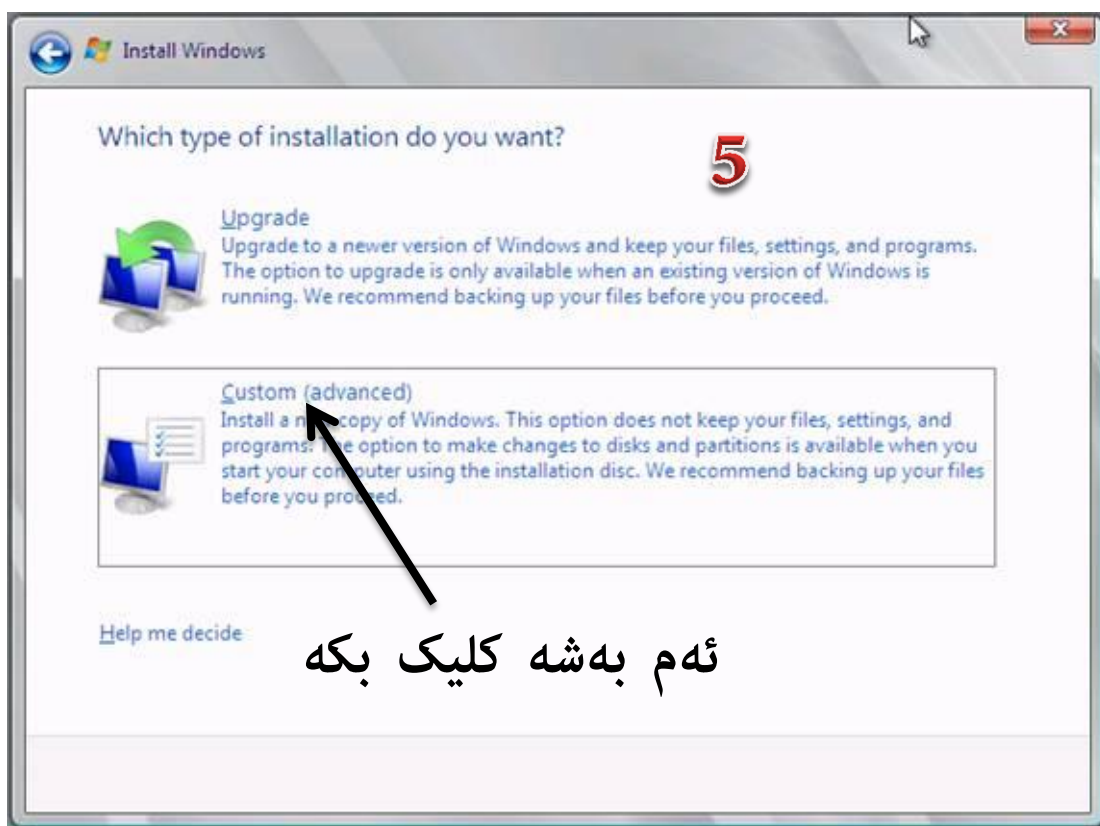 Install Windows
Which type of installation do you want?
5
Upgrade
Upgrade to a newer version of Windows and keep your files, settings, and programs.
The option to upgrade is only available when an existing version of Windows is
running. We recommend backing up your files before you proceed.
Custom (advanced)
Install a new copy of Windows. This option does not keep your files, settings, and
programs. The option to make changes to disks and partitions is available when you
start your computer using the installation disc. We recommend backing up your files
before you proceed.
Help me decide
ئەم بەشە کلیک بکە